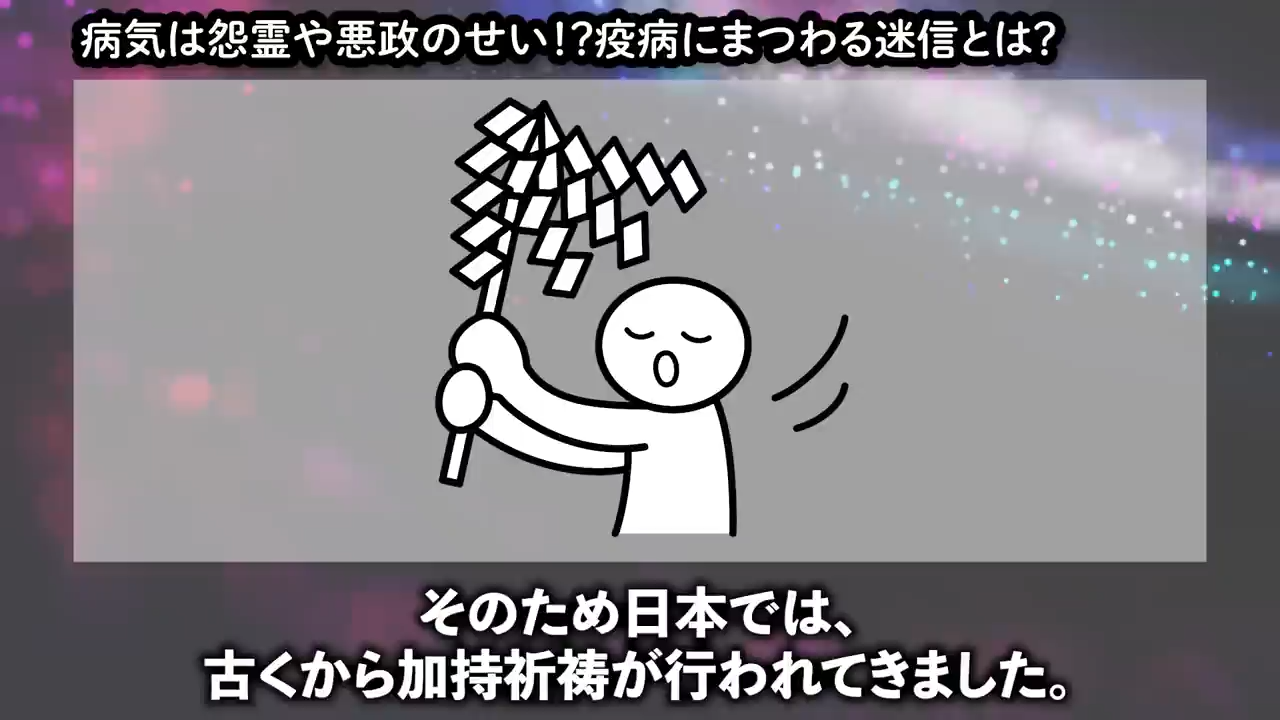 病気は怨霊や悪政のせい!?疫病にまつわる迷信とは?
そのため日本では、
古くから加持祈祷が行われてきました。